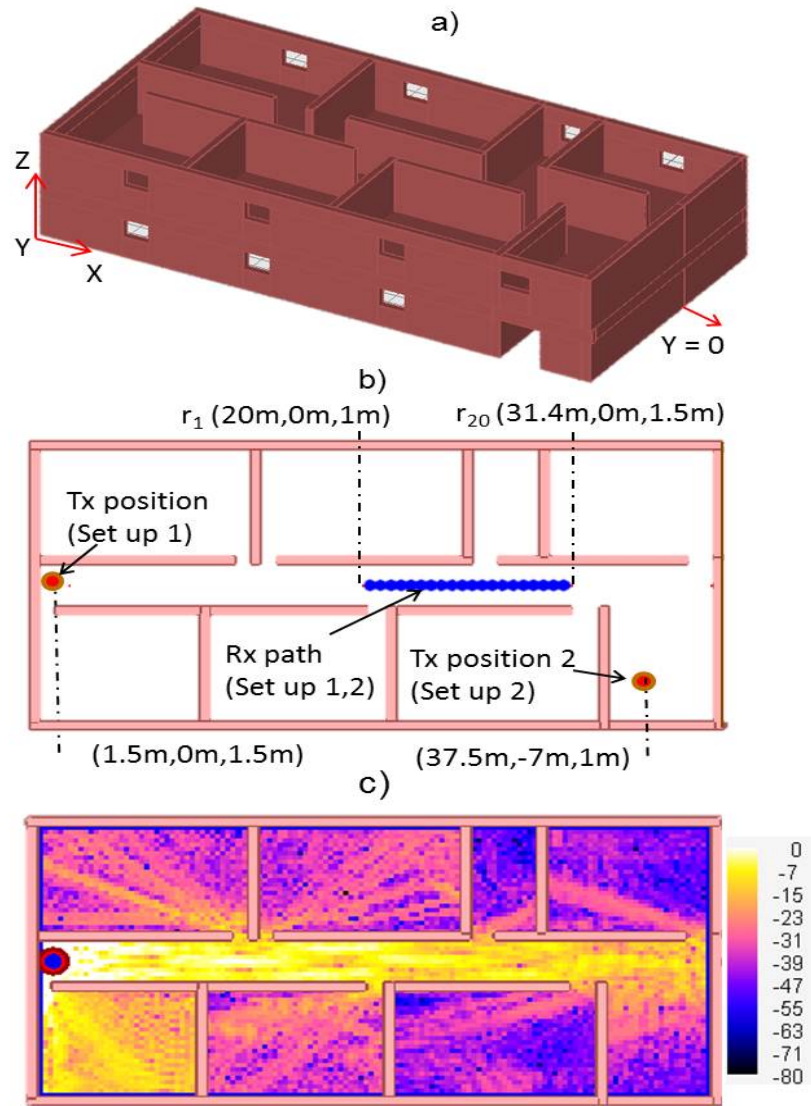 a)
Z
Y
X
Y = 0
b)
r₁ (20m,0m,1m)
r₂₀ (31.4m,0m,1.5m)
Tx position
(Set up 1)
Rx path
(Set up 1,2)
Tx position 2
(Set up 2)
(1.5m,0m,1.5m)
(37.5m,-7m,1m)
c)
0
-7
-15
-23
-31
-39
-47
-55
-63
-71
-80